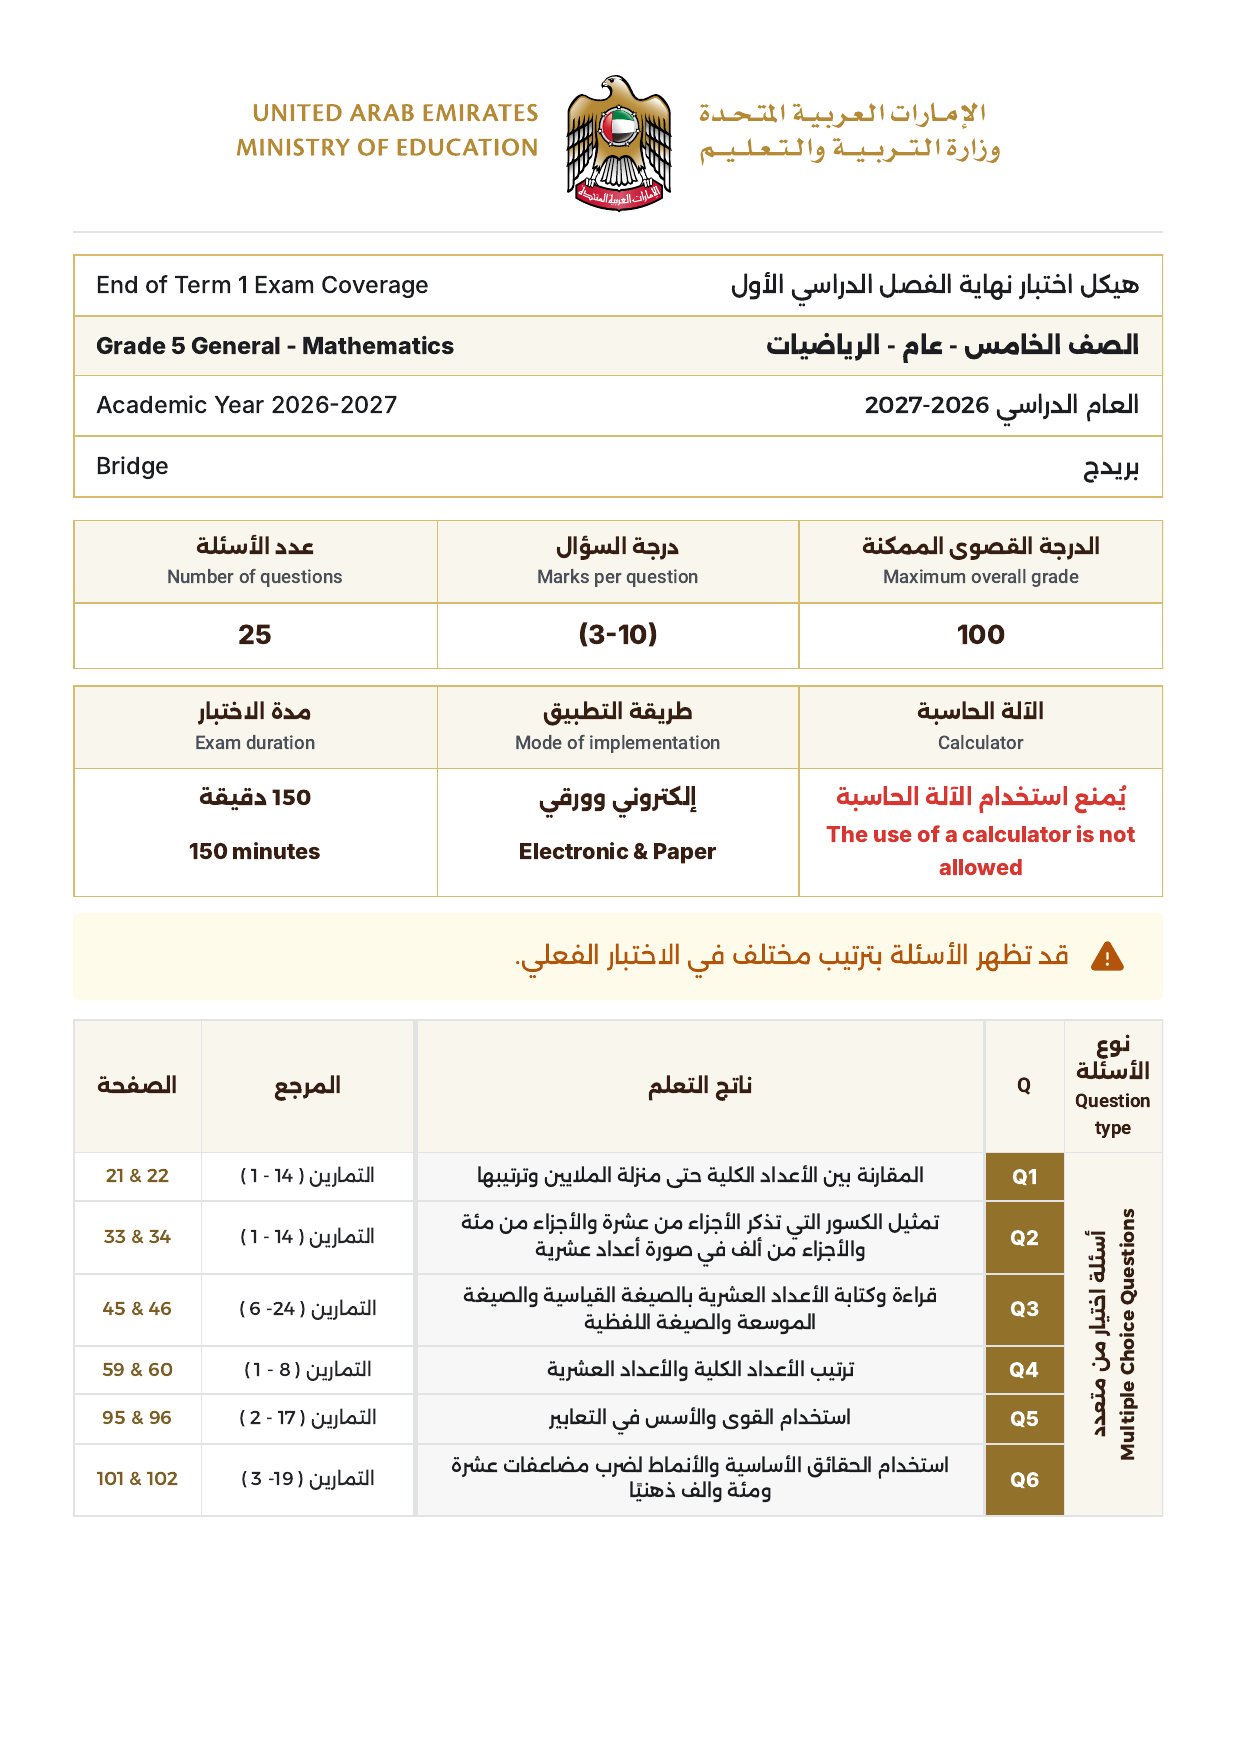 UNITED ARAB EMIRATES
MINISTRY OF EDUCATION
الإمارات العربية المتحدة
وزارة التربية والتعليم
الإمارات العربية المتحدة
End of Term 1 Exam Coverage
هيكل اختبار نهاية الفصل الدراسي الأول
Grade 5 General - Mathematics
الصف الخامس - عام - الرياضيات
Academic Year 2026-2027
العام الدراسي 2026-2027
Bridge
بريدج
الدرجة القصوى الممكنة
Maximum overall grade
درجة السؤال
Marks per question
عدد الأسئلة
Number of questions
100
(3-10)
25
الآلة الحاسبة
Calculator
طريقة التطبيق
Mode of implementation
مدة الاختبار
Exam duration
يُمنع استخدام الآلة الحاسبة
The use of a calculator is not
allowed
إلكتروني وورقي
Electronic & Paper
150 دقيقة
150 minutes
قد تظهر الأسئلة بترتيب مختلف في الاختبار الفعلي.
نوع
الأسئلة
Question
type
Q
ناتج التعلم
المرجع
الصفحة
أسئلة اختيار من متعدد
Multiple Choice Questions
Q1
المقارنة بين الأعداد الكلية حتى منزلة الملايين وترتيبها
التمارين ( 14 - 1 )
21 & 22
Q2
تمثيل الكسور التي تذكر الأجزاء من عشرة والأجزاء من مئة
والأجزاء من ألف في صورة أعداد عشرية
التمارين ( 14 - 1 )
33 & 34
Q3
قراءة وكتابة الأعداد العشرية بالصيغة القياسية والصيغة
الموسعة والصيغة اللفظية
التمارين ( 24- 6 )
45 & 46
Q4
ترتيب الأعداد الكلية والأعداد العشرية
التمارين ( 8 - 1 )
59 & 60
Q5
استخدام القوى والأسس في التعابير
التمارين ( 17 - 2 )
95 & 96
Q6
استخدام الحقائق الأساسية والأنماط لضرب مضاعفات عشرة
ومئة والف ذهنيًا
التمارين ( 19- 3 )
101 & 102